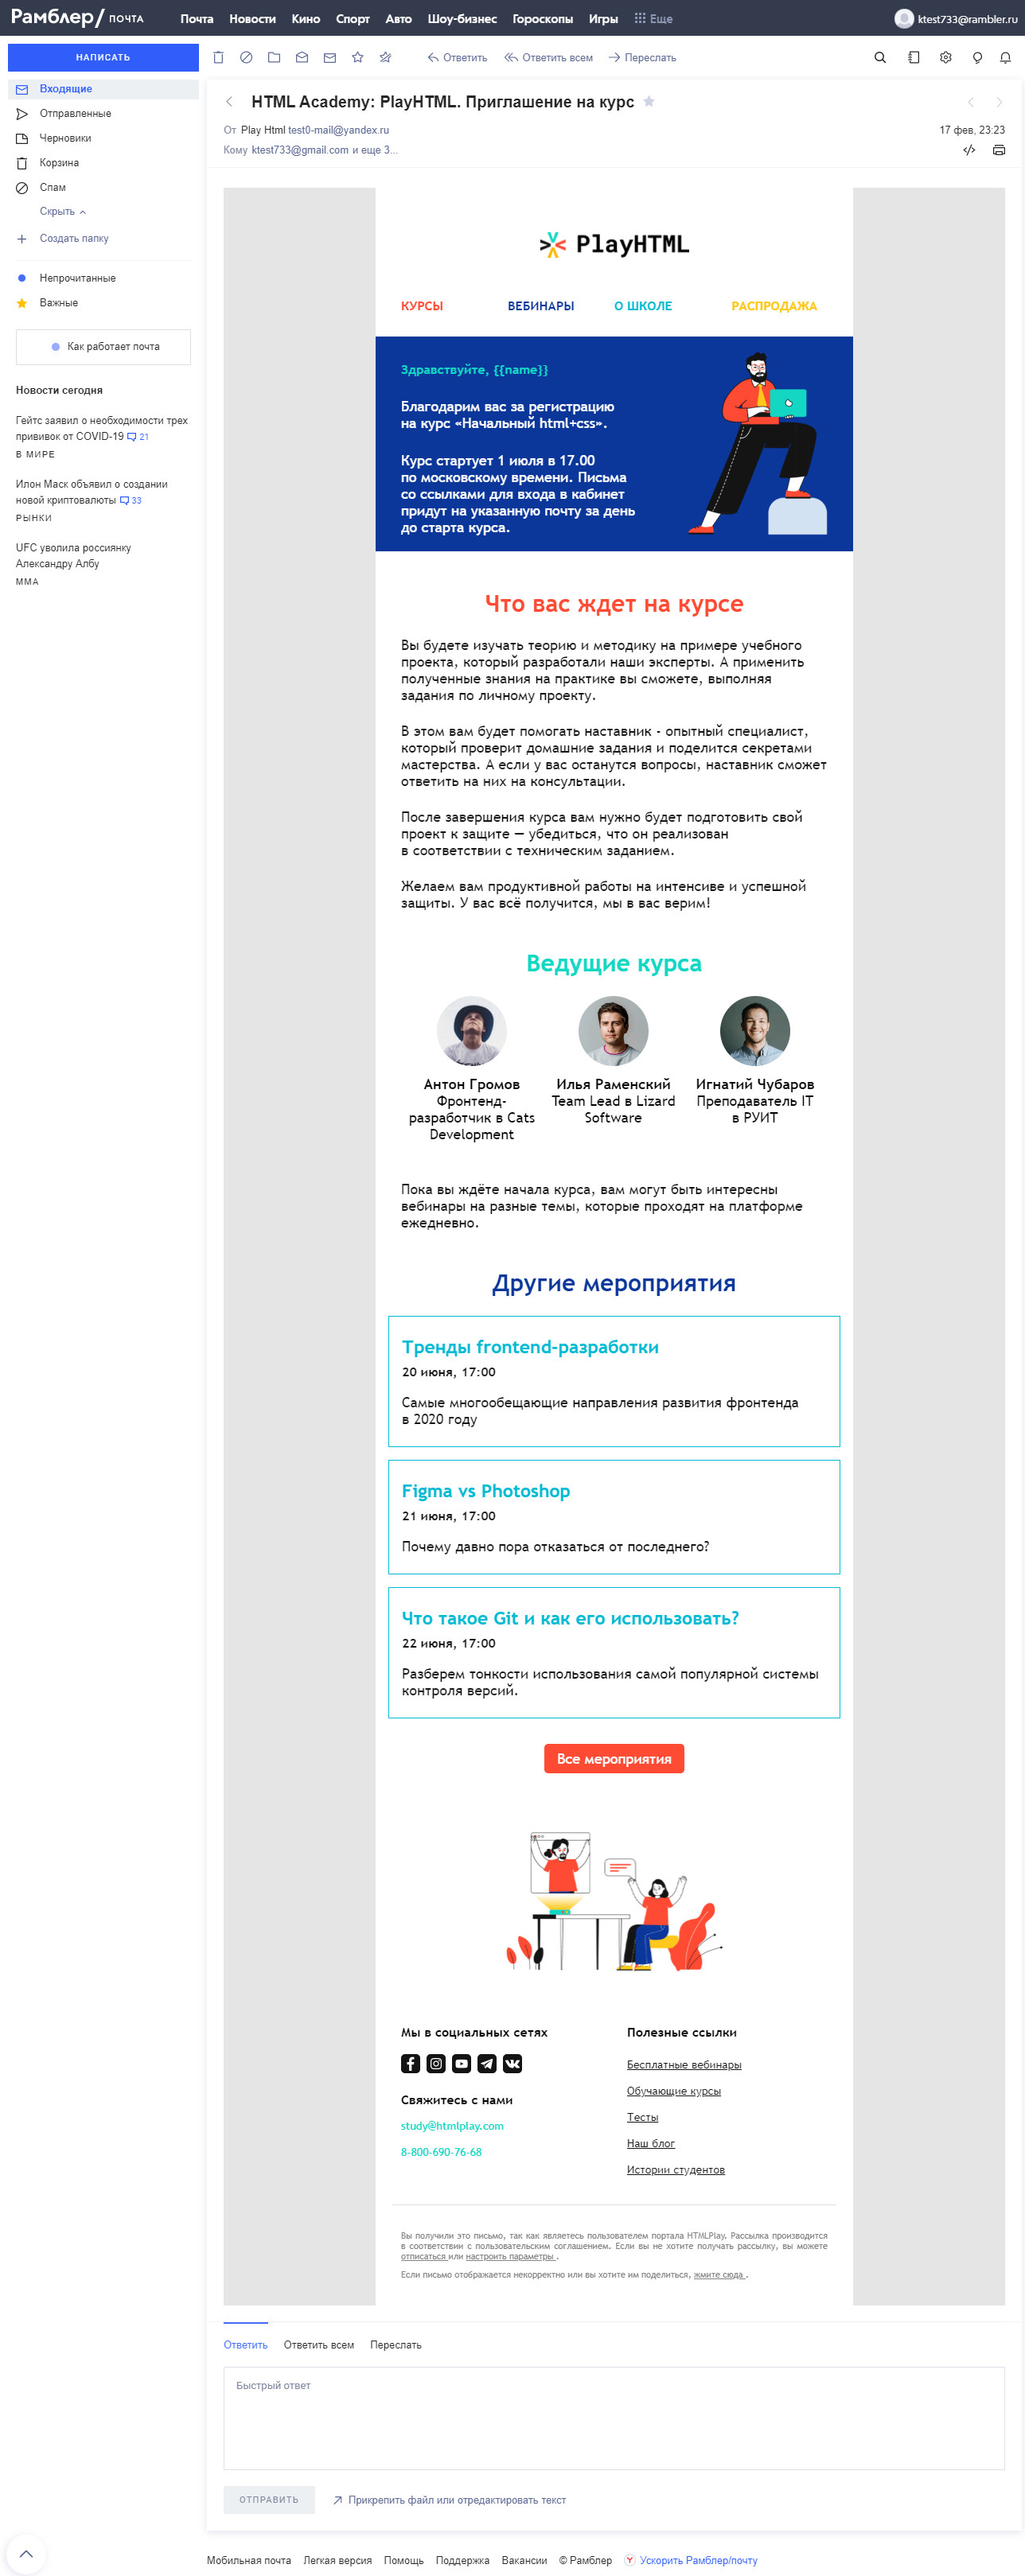 Рамблер/ ПОЧТА
Почта Новости Кино Спорт Авто Шоу-бизнес Гороскопы Игры Еще
ktest733@rambler.ru
НАПИСАТЬ
Ответить Ответить всем Переслать
Входящие
Отправленные
Черновики
Корзина
Спам
Скрыть
Создать папку
Непрочитанные
Важные
Как работает почта
Новости сегодня
Гейтс заявил о необходимости трех
прививок от COVID-19 21
В МИРЕ
Илон Маск объявил о создании
новой криптовалюты 33
РЫНКИ
UFC уволила россиянку
Александру Албу
ММА
HTML Academy: PlayHTML. Приглашение на курс
От Play Html test0-mail@yandex.ru
17 фев, 23:23
Кому ktest733@gmail.com и еще 3...
PlayHTML
КУРСЫ ВЕБИНАРЫ О ШКОЛЕ РАСПРОДАЖА
Здравствуйте, {{name}}
Благодарим вас за регистрацию
на курс «Начальный html+css».
Курс стартует 1 июля в 17.00
по московскому времени. Письма
со ссылками для входа в кабинет
придут на указанную почту за день
до старта курса.
Что вас ждет на курсе
Вы будете изучать теорию и методику на примере учебного
проекта, который разработали наши эксперты. А применить
полученные знания на практике вы сможете, выполняя
задания по личному проекту.
В этом вам будет помогать наставник - опытный специалист,
который проверит домашние задания и поделится секретами
мастерства. А если у вас останутся вопросы, наставник сможет
ответить на них на консультации.
После завершения курса вам нужно будет подготовить свой
проект к защите — убедиться, что он реализован
в соответствии с техническим заданием.
Желаем вам продуктивной работы на интенсиве и успешной
защиты. У вас всё получится, мы в вас верим!
Ведущие курса
Антон Громов
Фронтенд-
разработчик в Cats
Development
Илья Раменский
Team Lead в Lizard
Software
Игнатий Чубаров
Преподаватель IT
в РУИТ
Пока вы ждёте начала курса, вам могут быть интересны
вебинары на разные темы, которые проходят на платформе
ежедневно.
Другие мероприятия
Тренды frontend-разработки
20 июня, 17:00
Самые многообещающие направления развития фронтенда
в 2020 году
Figma vs Photoshop
21 июня, 17:00
Почему давно пора отказаться от последнего?
Что такое Git и как его использовать?
22 июня, 17:00
Разберем тонкости использования самой популярной системы
контроля версий.
Все мероприятия
Мы в социальных сетях
Свяжитесь с нами
study@htmlplay.com
8-800-690-76-68
Полезные ссылки
Бесплатные вебинары
Обучающие курсы
Тесты
Наш блог
Истории студентов
Вы получили это письмо, так как являетесь пользователем портала HTMLPlay. Рассылка производится
в соответствии с пользовательским соглашением. Если вы не хотите получать рассылку, вы можете
отписаться или настроить параметры .
Если письмо отображается некорректно или вы хотите им поделиться, жмите сюда .
Ответить Ответить всем Переслать
Быстрый ответ
ОТПРАВИТЬ
Прикрепить файл или отредактировать текст
Мобильная почта Легкая версия Помощь Поддержка Вакансии © Рамблер Ускорить Рамблер/почту